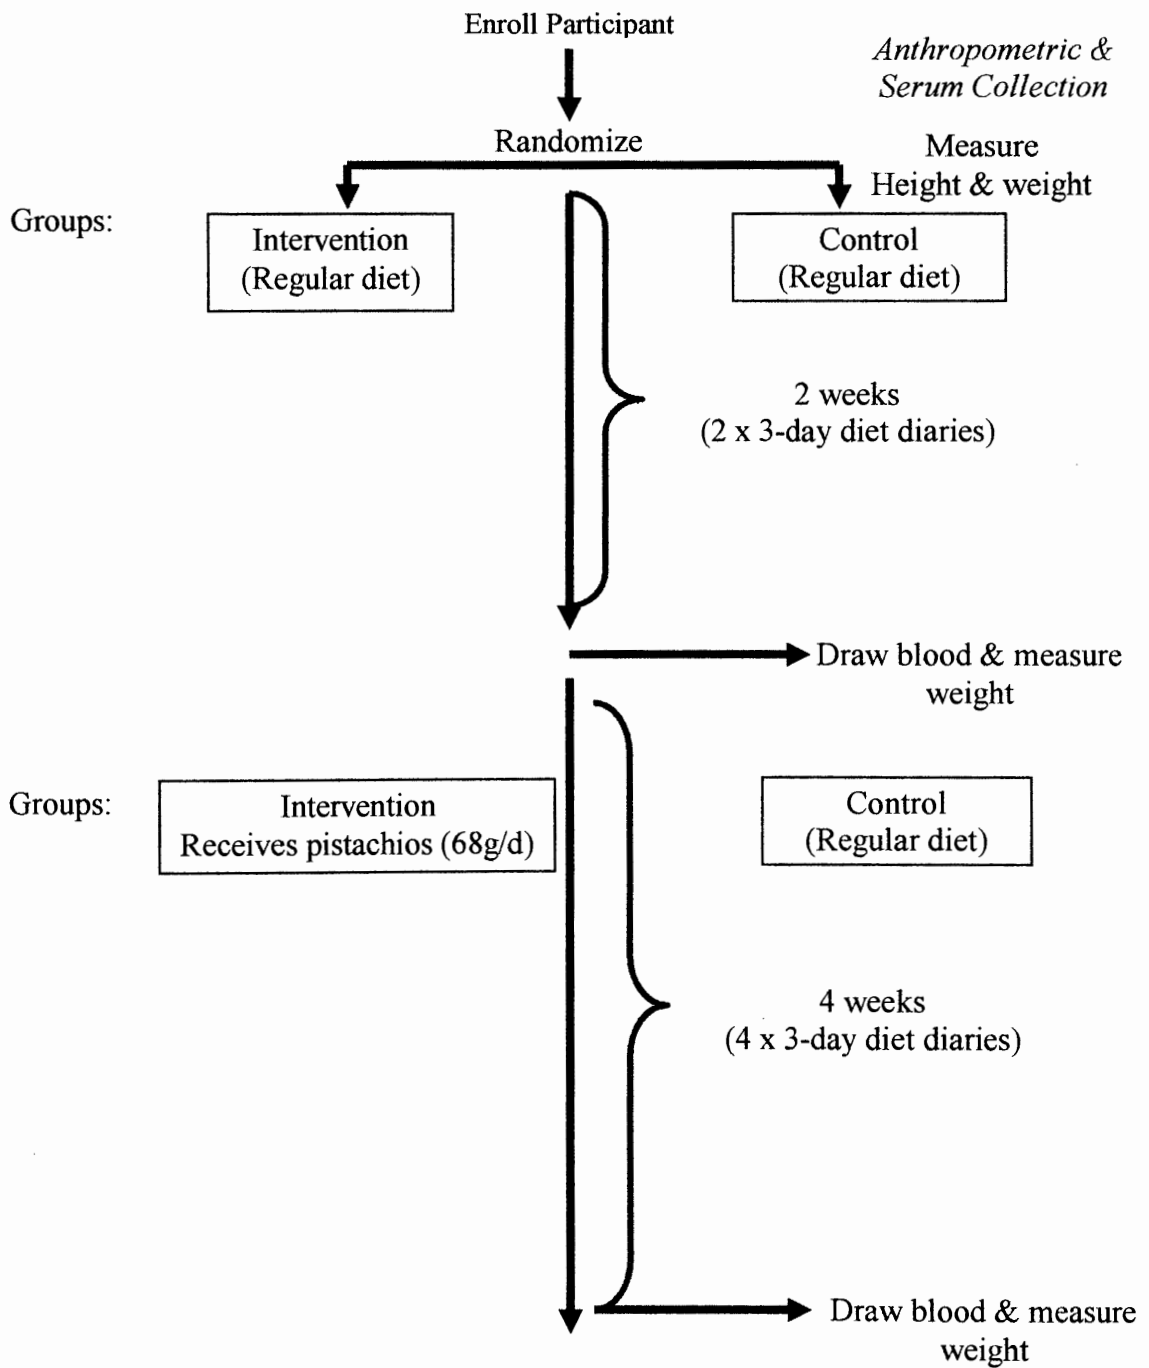 Enroll Participant
Anthropometric &
Serum Collection
Randomize
Measure
Height & weight
Groups:
Intervention
(Regular diet)
Control
(Regular diet)
2 weeks
(2 x 3-day diet diaries)
Draw blood & measure
weight
Groups:
Intervention
Receives pistachios (68g/d)
Control
(Regular diet)
4 weeks
(4 x 3-day diet diaries)
Draw blood & measure
weight